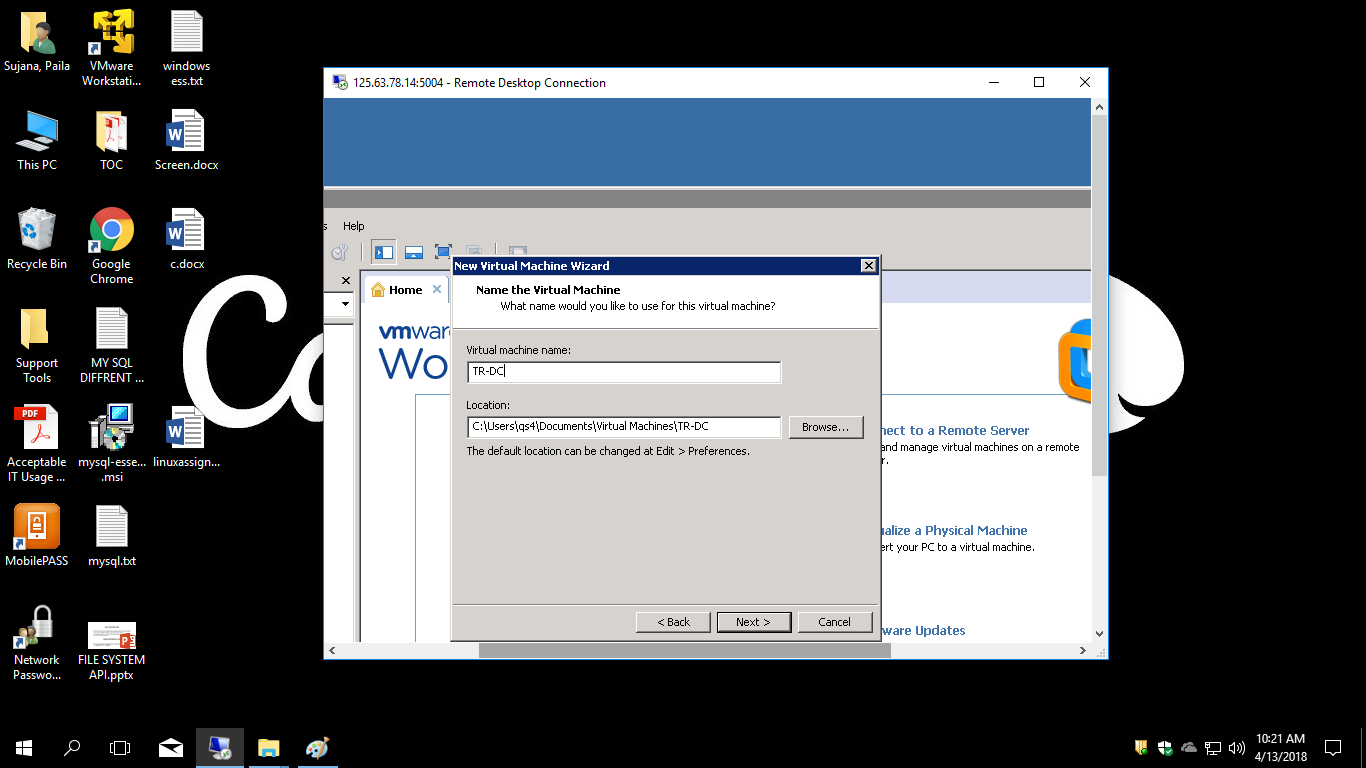 Sujana, Paila
VMware
Workstati...
windows
ess.txt
This PC
TOC
Screen.docx
Recycle Bin
Google
Chrome
c.docx
Support
Tools
MY SQL
DIFFRENT ...
PDF
Acceptable
IT Usage ...
mysql-esse...
.msi
linuxassign...
MobilePASS
mysql.txt
Network
Passwo...
FILE SYSTEM
API.pptx
125.63.78.14:5004 - Remote Desktop Connection
s Help
Home
vmwar
Wo
New Virtual Machine Wizard
Name the Virtual Machine
What name would you like to use for this virtual machine?
Virtual machine name:
TR-DC
Location:
C:\Users\qs4\Documents\Virtual Machines\TR-DC
Browse...
The default location can be changed at Edit > Preferences.
< Back
Next >
Cancel
nect to a Remote Server
and manage virtual machines on a remote
r.
ualize a Physical Machine
ert your PC to a virtual machine.
ware Updates
10:21 AM
4/13/2018